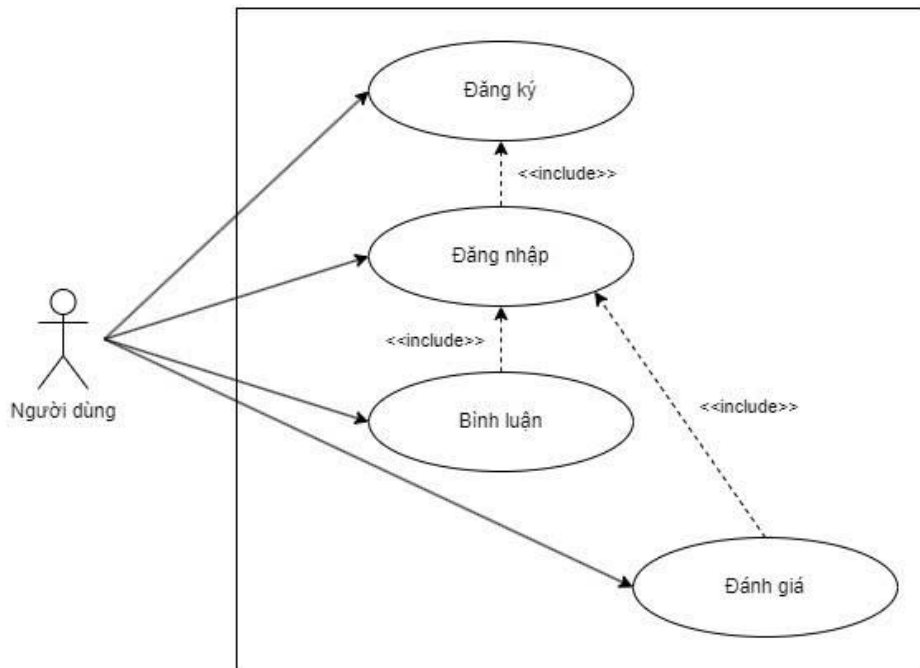 Đăng ký
<<include>>
Đăng nhập
<<include>>
Người dùng
Bình luận
<<include>>
Đánh giá